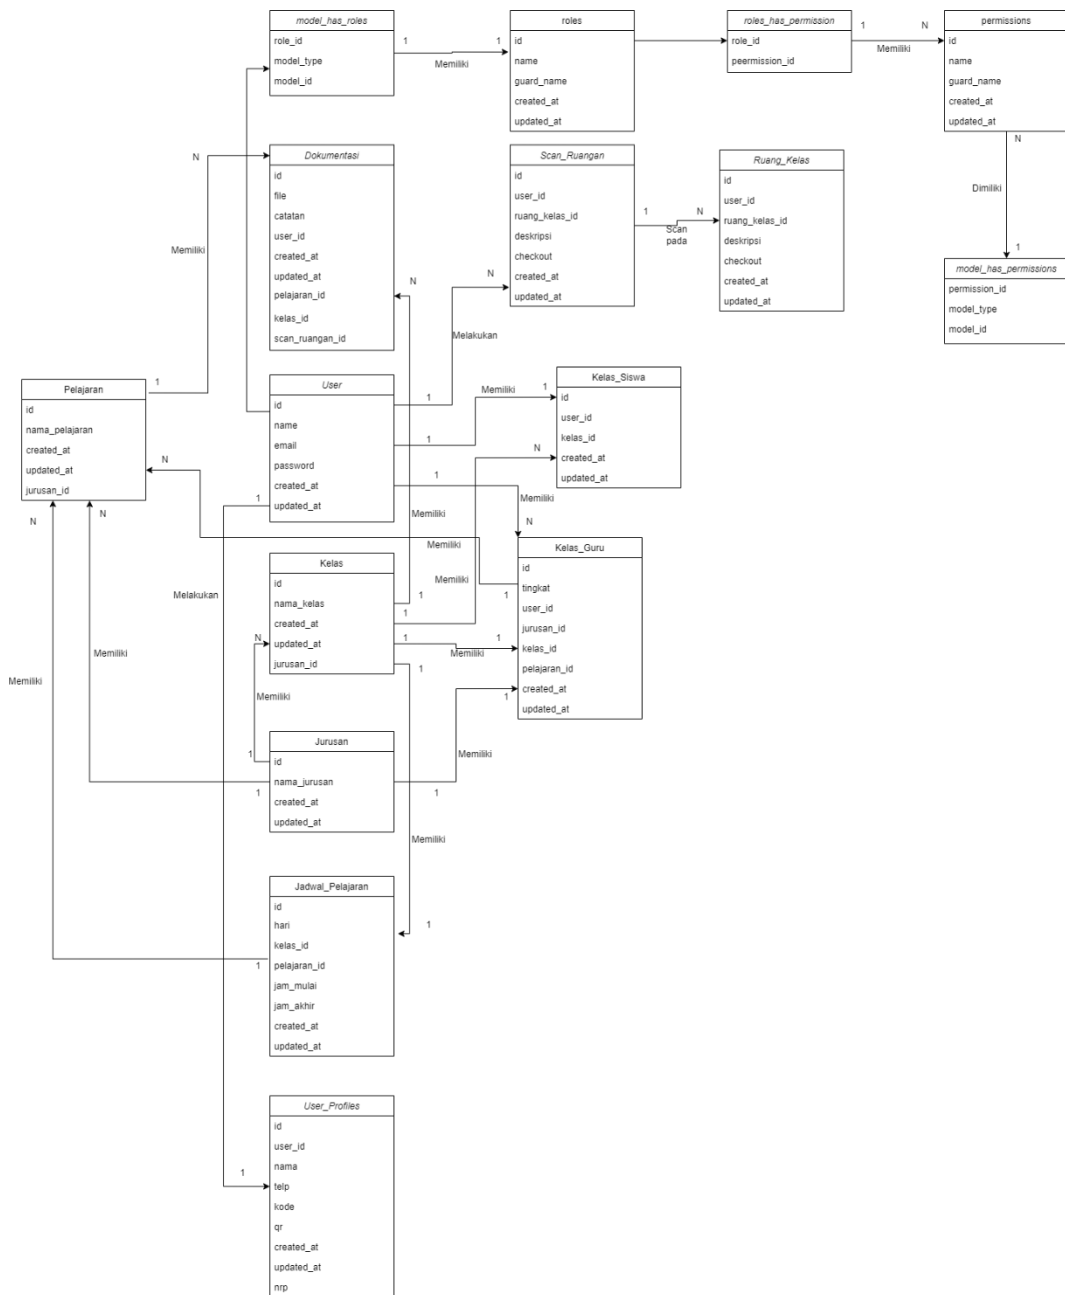 model_has_roles
role_id
model_type
model_id
1
1
Memiliki
roles
id
name
guard_name
created_at
updated_at
roles_has_permission
role_id
peermission_id
1
N
Memiliki
permissions
id
name
guard_name
created_at
updated_at
N
Dimiliki
1
model_has_permissions
permission_id
model_type
model_id
N
Memiliki
1
Dokumentasi
id
file
catatan
user_id
created_at
updated_at
pelajaran_id
kelas_id
scan_ruangan_id
N
Scan_Ruangan
id
user_id
ruang_kelas_id
deskripsi
checkout
created_at
updated_at
1
N
Scan
pada
Ruang_Kelas
id
user_id
ruang_kelas_id
deskripsi
checkout
created_at
updated_at
N
Melakukan
1
Pelajaran
id
nama_pelajaran
created_at
updated_at
jurusan_id
N
N
N
User
id
name
email
password
created_at
updated_at
1
Memiliki
1
1
Kelas_Siswa
id
user_id
kelas_id
created_at
updated_at
N
1
Memiliki
N
Memiliki
Memiliki
Memiliki
1
Melakukan
Kelas
id
nama_kelas
created_at
updated_at
jurusan_id
1
1
1
1
Memiliki
1
Kelas_Guru
id
tingkat
user_id
jurusan_id
kelas_id
pelajaran_id
created_at
updated_at
1
1
N
Memiliki
1
Memiliki
Memiliki
Jurusan
id
nama_jurusan
created_at
updated_at
1
1
Memiliki
Memiliki
Jadwal_Pelajaran
id
hari
kelas_id
pelajaran_id
jam_mulai
jam_akhir
created_at
updated_at
1
1
User_Profiles
id
user_id
nama
telp
kode
qr
created_at
updated_at
nrp
1